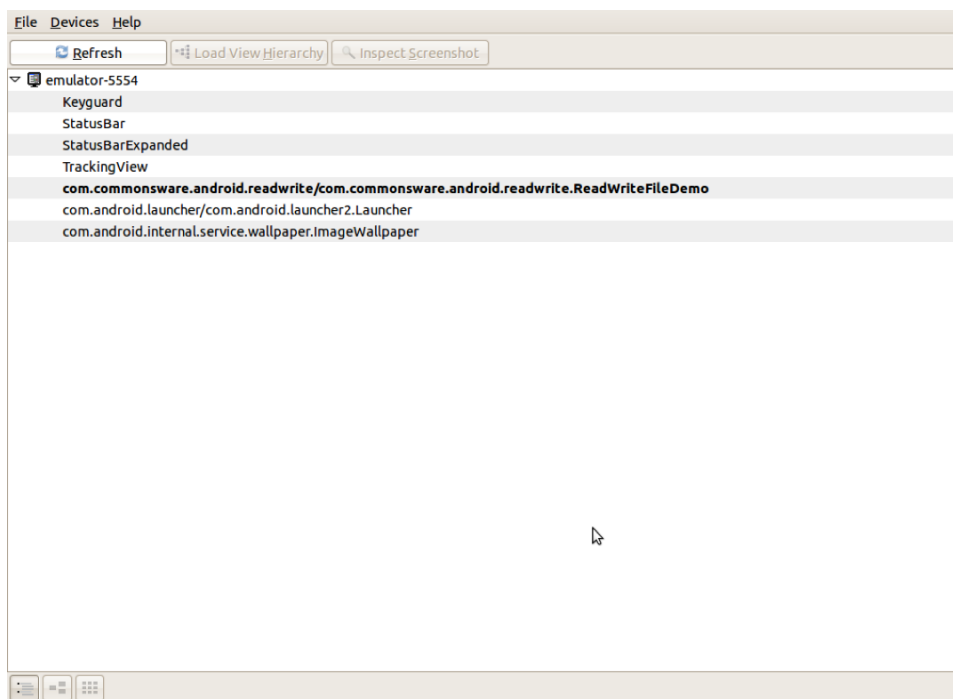 File Devices Help
Refresh Load View Hierarchy Inspect Screenshot
emulator-5554
Keyguard
StatusBar
StatusBarExpanded
TrackingView
com.commonsware.android.readwrite/com.commonsware.android.readwrite.ReadWriteFileDemo
com.android.launcher/com.android.launcher2.Launcher
com.android.internal.service.wallpaper.ImageWallpaper